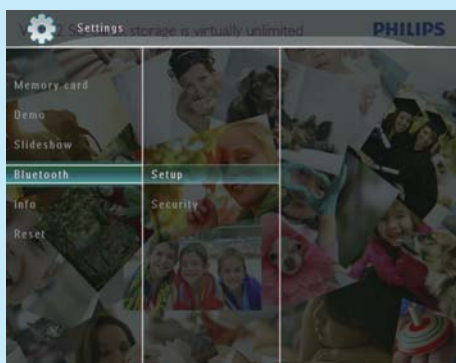 Settings
storage is virtually unlimited
PHILIPS
Memory card
Demo
Slideshow
Bluetooth
Setup
Info
Security
Reset